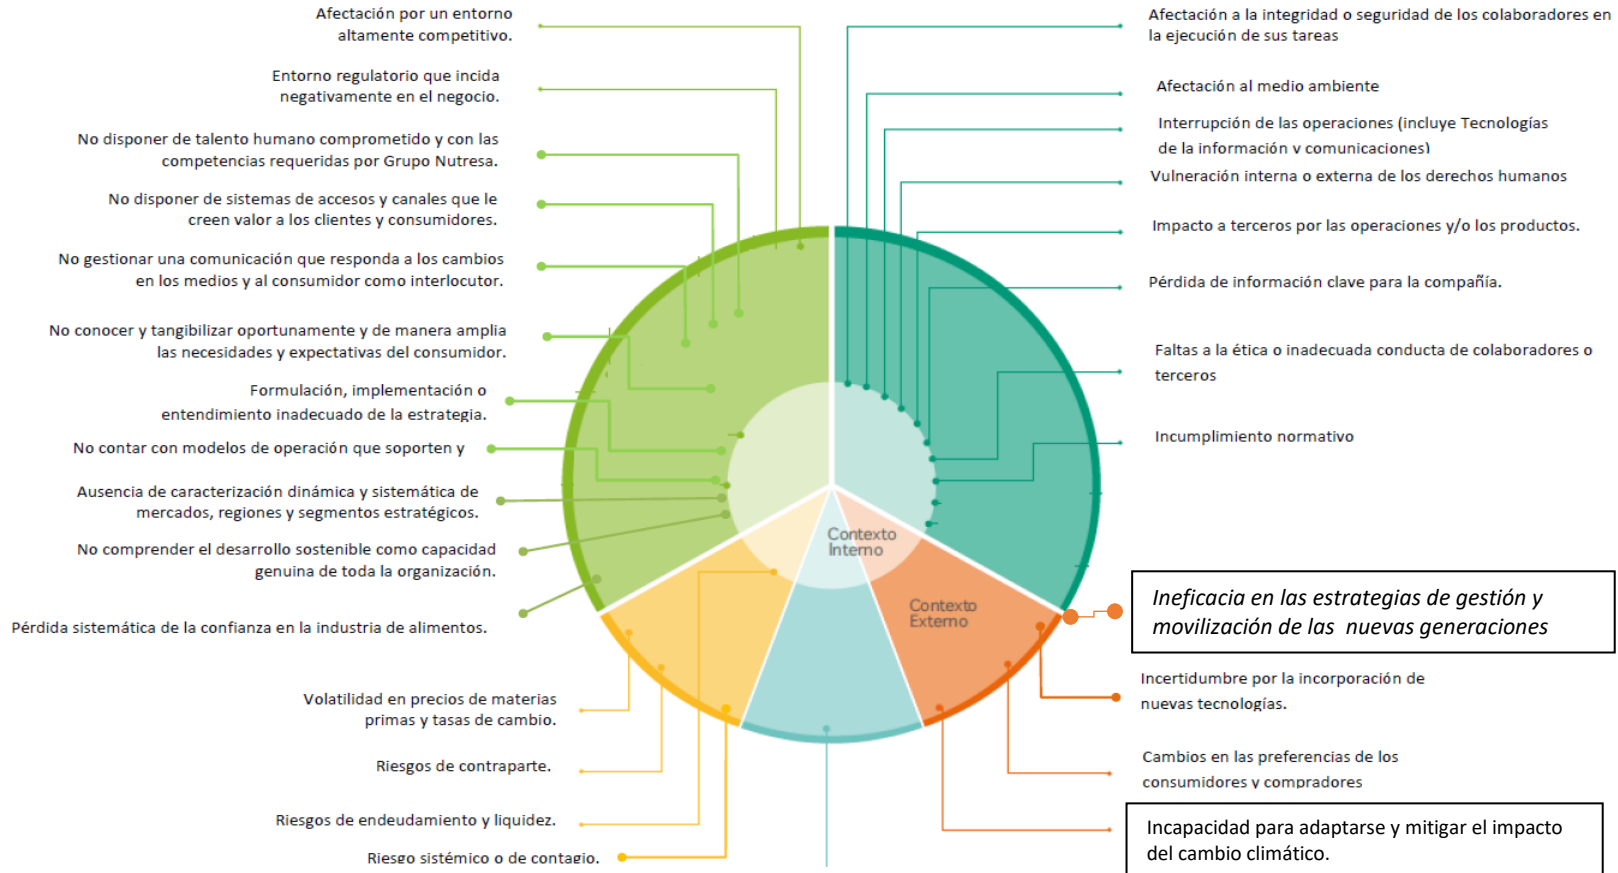 Afectación por un entorno
altamente competitivo.
Entorno regulatorio que incida
negativamente en el negocio.
No disponer de talento humano comprometido y con las
competencias requeridas por Grupo Nutresa.
No disponer de sistemas de accesos y canales que le
creen valor a los clientes y consumidores.
No gestionar una comunicación que responda a los cambios
en los medios y al consumidor como interlocutor.
No conocer y tangibilizar oportunamente y de manera amplia
las necesidades y expectativas del consumidor.
Formulación, implementación o
entendimiento inadecuado de la estrategia.
No contar con modelos de operación que soporten y
Ausencia de caracterización dinámica y sistemática de
mercados, regiones y segmentos estratégicos.
No comprender el desarrollo sostenible como capacidad
genuina de toda la organización.
Pérdida sistemática de la confianza en la industria de alimentos.
Volatilidad en precios de materias
primas y tasas de cambio.
Riesgos de contraparte.
Riesgos de endeudamiento y liquidez.
Riesgo sistémico o de contagio.
Contexto
Interno
Contexto
Externo
Afectación a la integridad o seguridad de los colaboradores en
la ejecución de sus tareas
Afectación al medio ambiente
Interrupción de las operaciones (incluye Tecnologías
de la información y comunicaciones)
Vulneración interna o externa de los derechos humanos
Impacto a terceros por las operaciones y/o los productos.
Pérdida de información clave para la compañía.
Faltas a la ética o inadecuada conducta de colaboradores o
terceros
Incumplimiento normativo
Ineficacia en las estrategias de gestión y
movilización de las nuevas generaciones
Incertidumbre por la incorporación de
nuevas tecnologías.
Cambios en las preferencias de los
consumidores y compradores
Incapacidad para adaptarse y mitigar el impacto
del cambio climático.